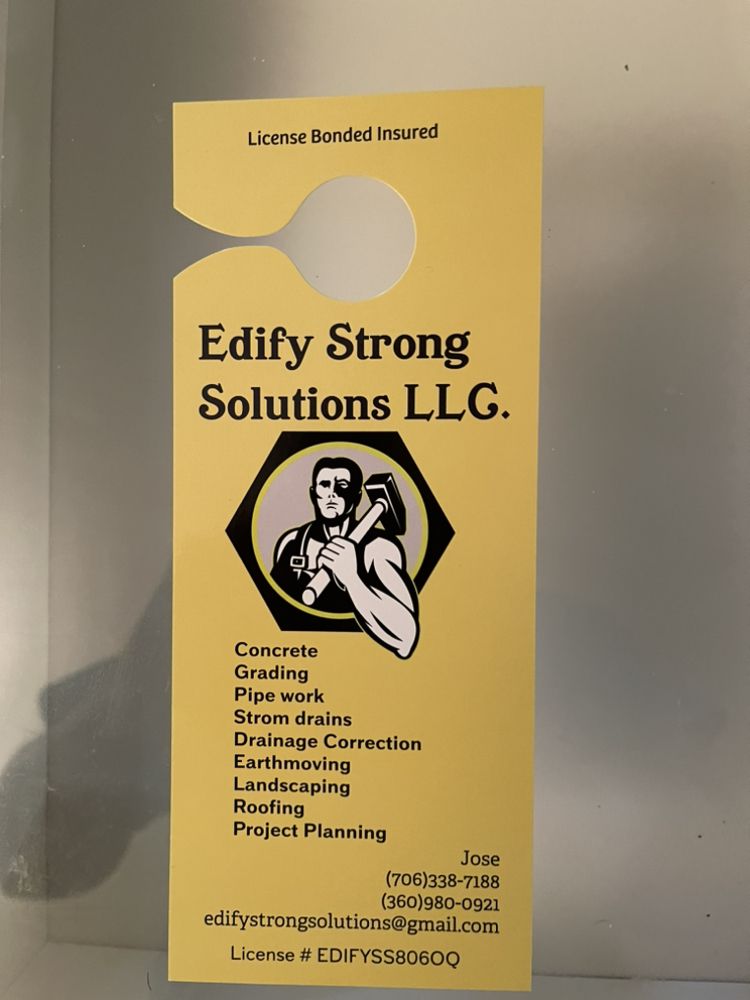 License Bonded Insured
Edify Strong
Solutions LLC.
Concrete
Grading
Pipe work
Strom drains
Drainage Correction
Earthmoving
Landscaping
Roofing
Project Planning
Jose
(706)338-7188
(360)980-0921
edifystrongsolutions@gmail.com
License # EDIFYSS806OQ